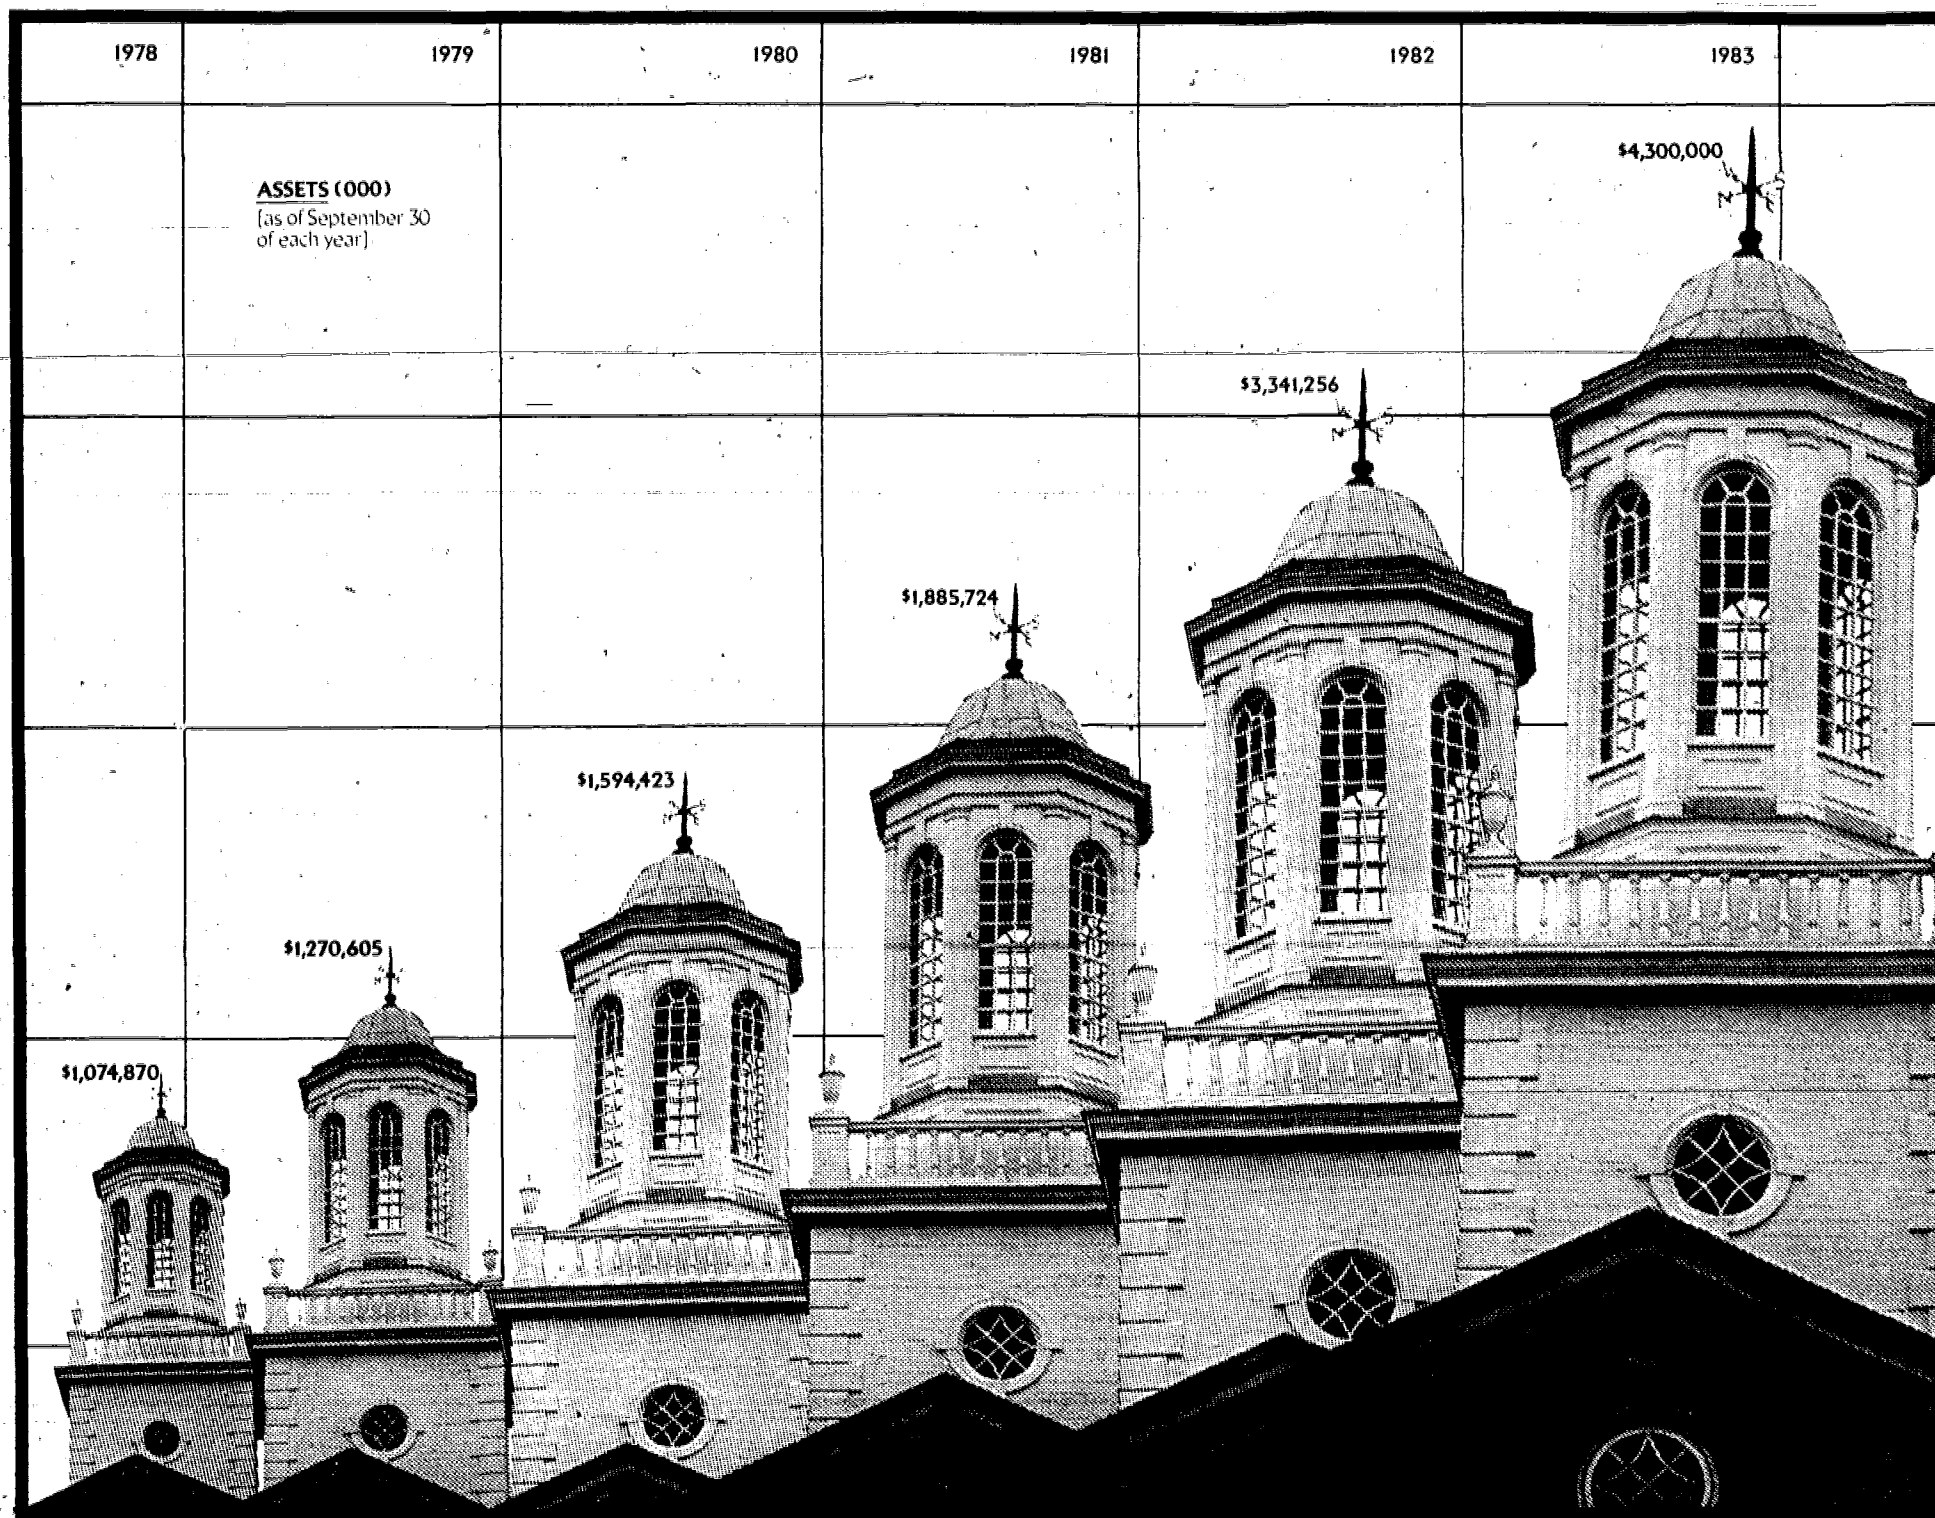 1978 1979 1980 1981 1982 1983
$4,300,000
ASSETS (000)
[as of September 30
of each year]
$3,341,256
$1,885,724
$1,594,423
$1,270,605
$1,074,870